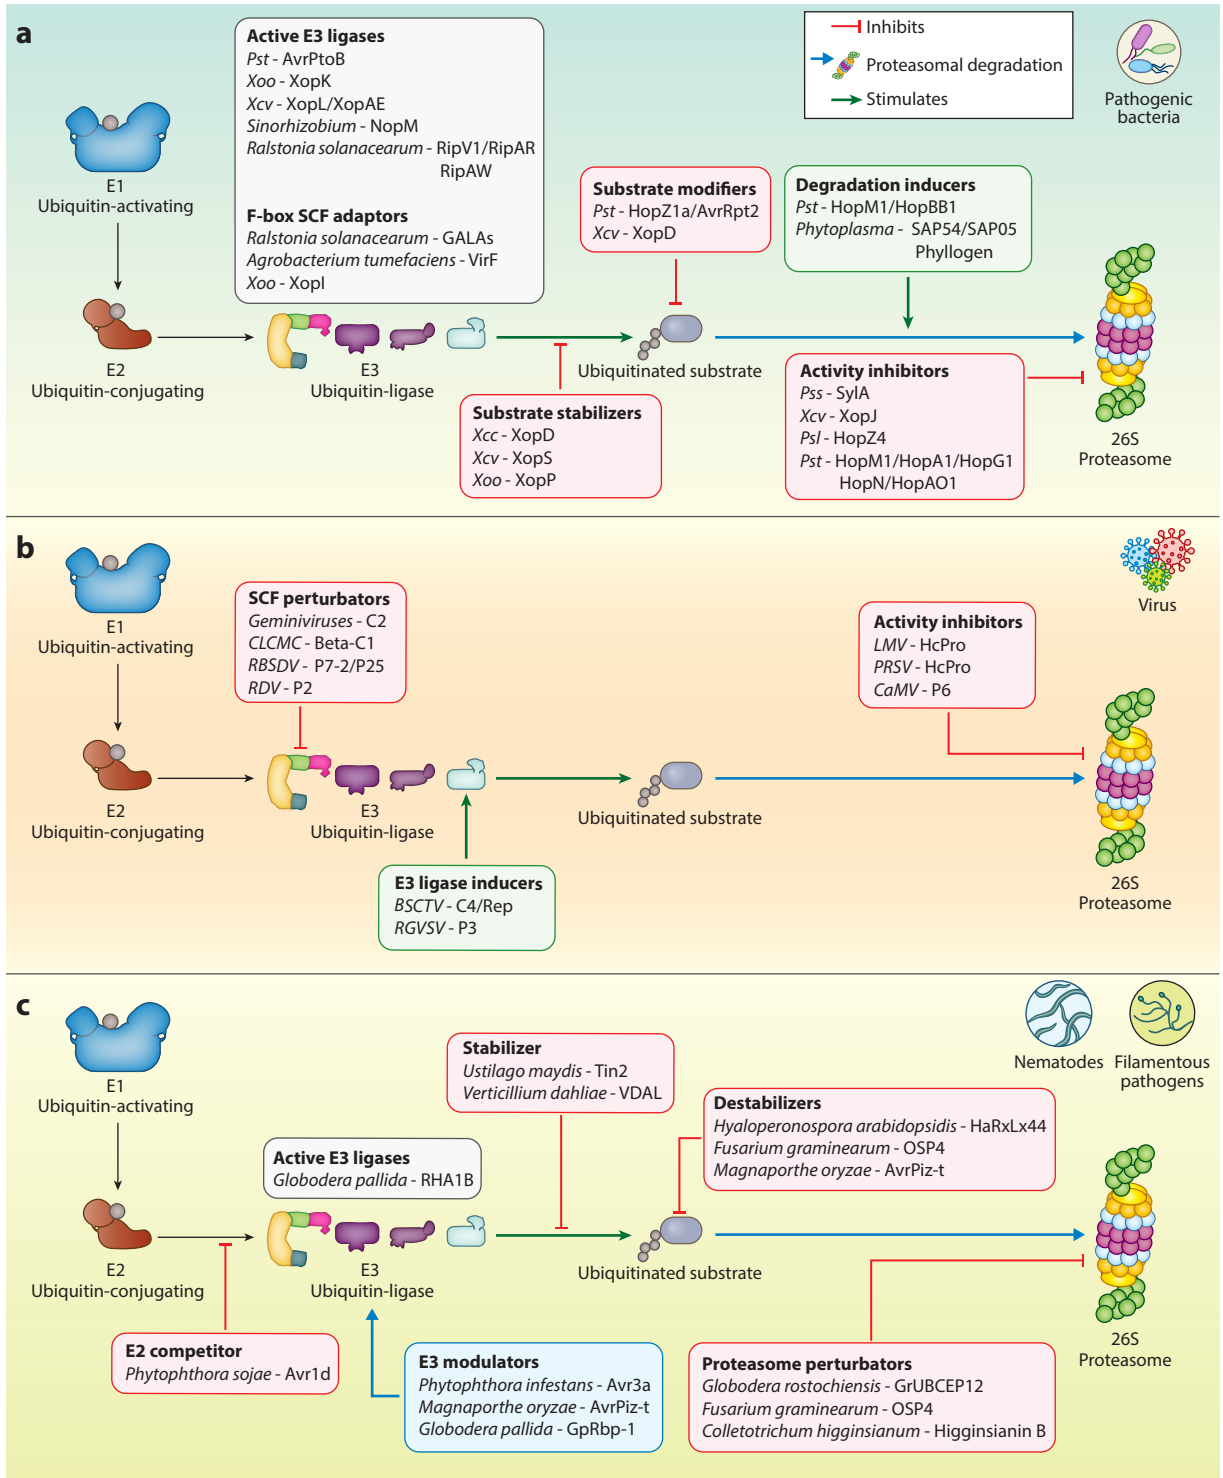 a
Active E3 ligases
Pst - AvrPtoB
Xoo - XopK
Xcv - XopL/XopAE
Sinorhizobium - NopM
Ralstonia solanacearum - RipV1/RipAR
RipAW
F-box SCF adaptors
Ralstonia solanacearum - GALAs
Agrobacterium tumefaciens - VirF
Xoo - XopI
Inhibits
Proteasomal degradation
Stimulates
Pathogenic
bacteria
E1
Ubiquitin-activating
Substrate modifiers
Pst - HopZ1a/AvrRpt2
Xcv - XopD
Degradation inducers
Pst - HopM1/HopBB1
Phytoplasma - SAP54/SAP05
Phyllogen
E2
Ubiquitin-conjugating
E3
Ubiquitin-ligase
Ubiquitinated substrate
Substrate stabilizers
Xcc - XopD
Xcv - XopS
Xoo - XopP
Activity inhibitors
Pss - SylA
Xcv - XopJ
Psl - HopZ4
Pst - HopM1/HopA1/HopG1
HopN/HopAO1
26S
Proteasome
b
Virus
E1
Ubiquitin-activating
SCF perturbators
Geminiviruses - C2
CLCMC - Beta-C1
RBSDV - P7-2/P25
RDV - P2
Activity inhibitors
LMV - HcPro
PRSV - HcPro
CaMV - P6
E2
Ubiquitin-conjugating
E3
Ubiquitin-ligase
Ubiquitinated substrate
E3 ligase inducers
BSCTV - C4/Rep
RGVSV - P3
26S
Proteasome
c
Nematodes
Filamentous
pathogens
E1
Ubiquitin-activating
Stabilizer
Ustilago maydis - Tin2
Verticillium dahliae - VDAL
Destabilizers
Hyaloperonospora arabidopsidis - HaRxLx44
Fusarium graminearum - OSP4
Magnaporthe oryzae - AvrPiz-t
Active E3 ligases
Globodera pallida - RHA1B
E2
Ubiquitin-conjugating
E3
Ubiquitin-ligase
Ubiquitinated substrate
E2 competitor
Phytophthora sojae - Avr1d
E3 modulators
Phytophthora infestans - Avr3a
Magnaporthe oryzae - AvrPiz-t
Globodera pallida - GpRbp-1
Proteasome perturbators
Globodera rostochiensis - GrUBCEP12
Fusarium graminearum - OSP4
Colletotrichum higginsianum - Higginsianin B
26S
Proteasome